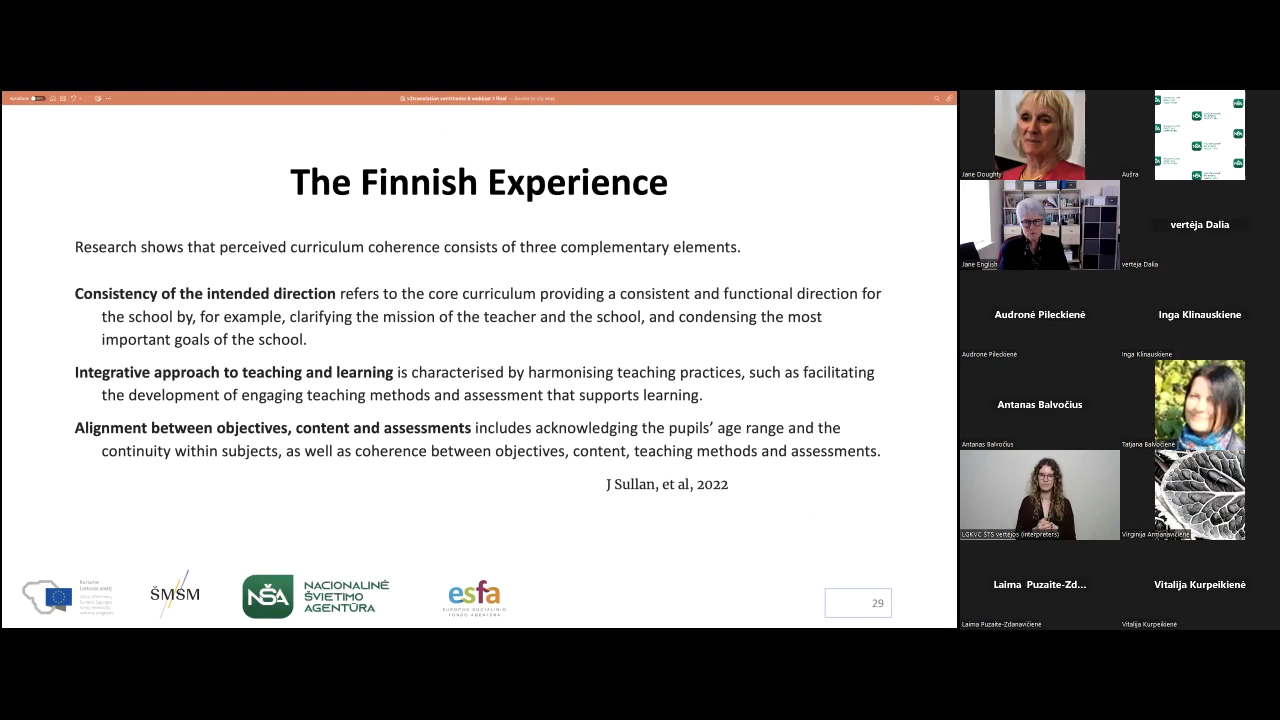 The Finnish Experience
Research shows that perceived curriculum coherence consists of three complementary elements.
Consistency of the intended direction refers to the core curriculum providing a consistent and functional direction for
the school by, for example, clarifying the mission of the teacher and the school, and condensing the most
important goals of the school.
Integrative approach to teaching and learning is characterised by harmonising teaching practices, such as facilitating
the development of engaging teaching methods and assessment that supports learning.
Alignment between objectives, content and assessments includes acknowledging the pupils' age range and the
continuity within subjects, as well as coherence between objectives, content, teaching methods and assessments.
J Sullan, et al, 2022
Kuriame
Lietuvos ateitį
ŠMSM
NŠA
NACIONALINĖ
ŠVIETIMO
AGENTŪRA
esfa
EUROPOS SOCIALINIO
FONDO AGENTŪRA
29
Jane Doughty
Aušra
Jane English
vertėja Dalia
vertėja Dalia
Audronė Pileckienė
Audronė Pileckienė
Inga Klinauskiene
Inga Klinauskiene
Antanas Balvočius
Antanas Balvočius
Tatjana Balvočienė
LGKVC ŠTS vertėjos (interpreters)
Virginija Armanavičienė
Laima Puzaite-Zd...
Laima Puzaite-Zdanavičienė
Vitalija Kurpeikienė
Vitalija Kurpeikienė